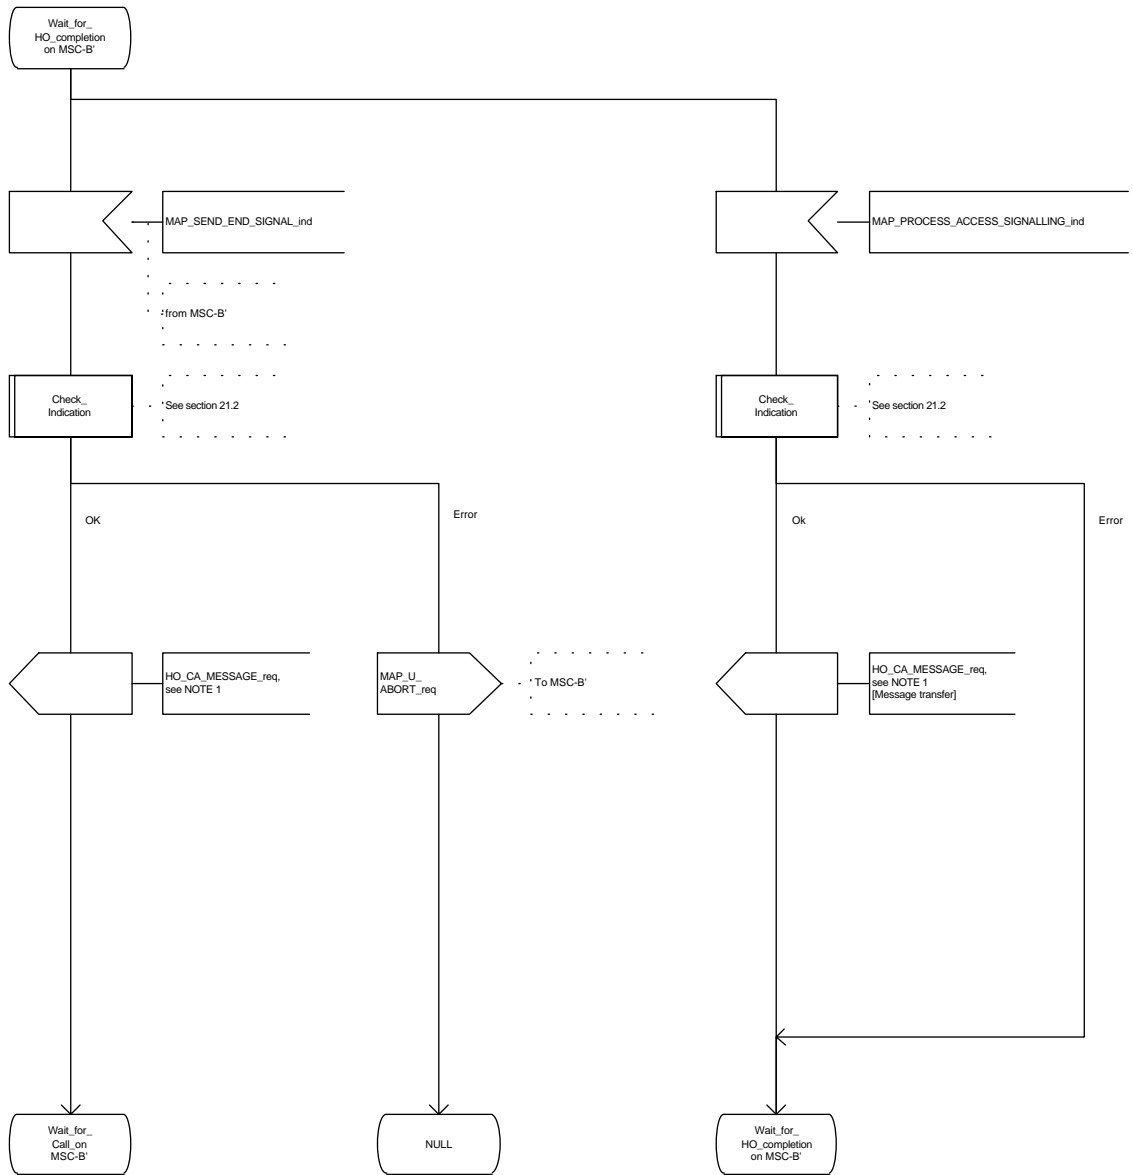 Wait_for_
HO_completion
on MSC-B'
MAP_SEND_END_SIGNAL_ind
MAP_PROCESS_ACCESS_SIGNALLING_ind
from MSC-B'
Check_
Indication
See section 21.2
Check_
Indication
See section 21.2
OK
Error
Ok
Error
HO_CA_MESSAGE_req,
see NOTE 1
MAP_U_
ABORT_req
To MSC-B'
HO_CA_MESSAGE_req,
see NOTE 1
[Message transfer]
Wait_for_
Call_on
MSC-B'
NULL
Wait_for_
HO_completion
on MSC-B'